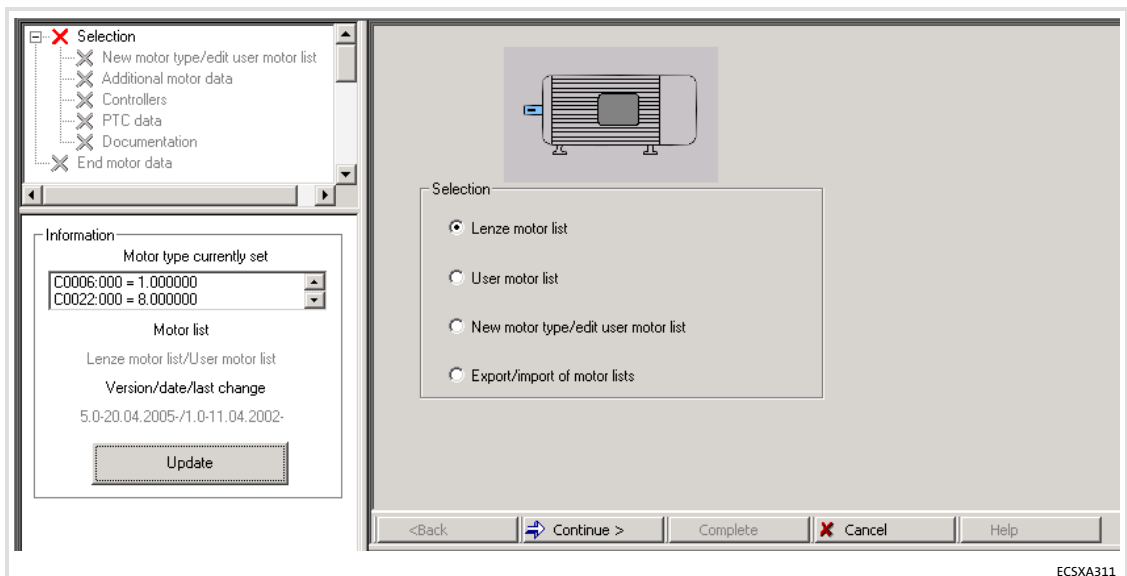 Selection
New motor type/edit user motor list
Additional motor data
Controllers
PTC data
Documentation
End motor data
Information
Motor type currently set
C0006:000 = 1.000000
C0022:000 = 8.000000
Motor list
Lenze motor list/User motor list
Version/date/last change
5.0-20.04.2005-/1.0-11.04.2002-
Update
Selection
Lenze motor list
User motor list
New motor type/edit user motor list
Export/import of motor lists
<Back
Continue >
Complete
Cancel
Help
ECSXA311